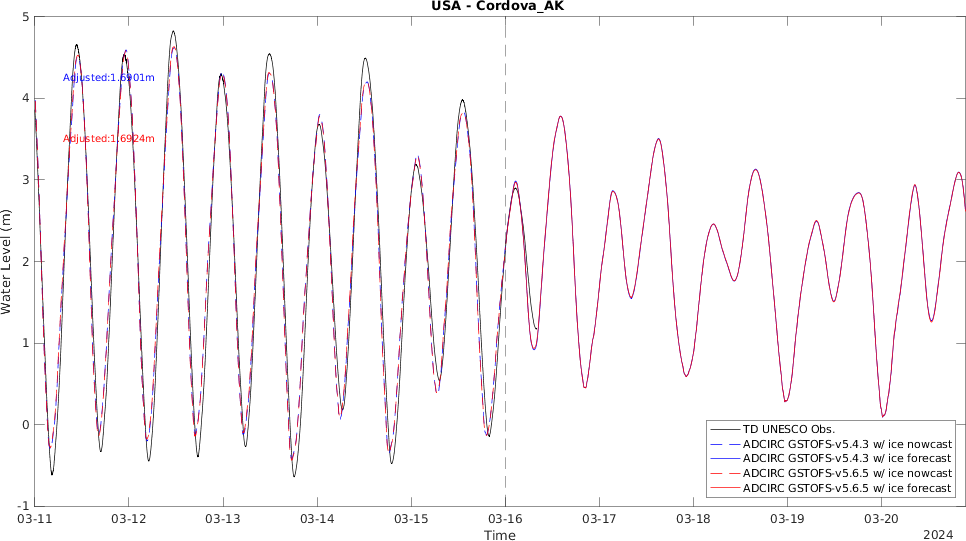 USA - Cordova_AK
5
4
3
2
1
0
-1
Water Level (m)
Adjusted:1.6901m
Adjusted:1.6924m
TD UNESCO Obs.
ADCIRC GSTOFS-v5.4.3 w/ ice nowcast
ADCIRC GSTOFS-v5.4.3 w/ ice forecast
ADCIRC GSTOFS-v5.6.5 w/ ice nowcast
ADCIRC GSTOFS-v5.6.5 w/ ice forecast
03-11 03-12 03-13 03-14 03-15 03-16 03-17 03-18 03-19 03-20
Time
2024